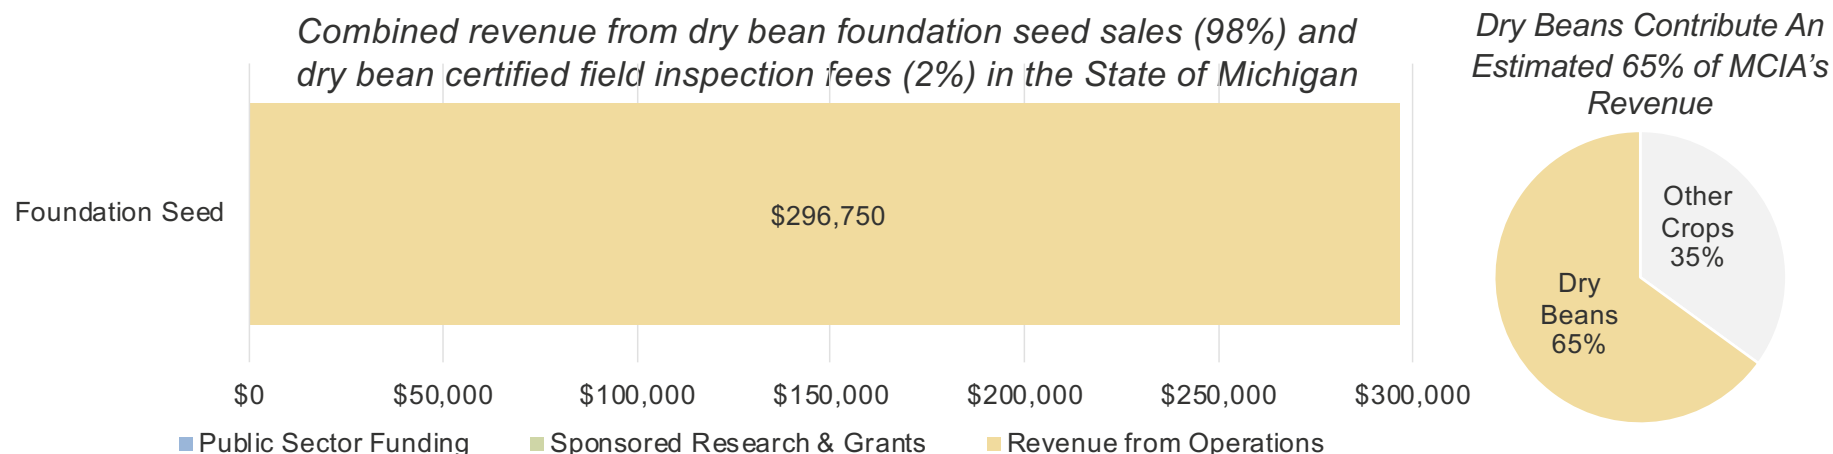 Combined revenue from dry bean foundation seed sales (98%) and
dry bean certified field inspection fees (2%) in the State of Michigan
Foundation Seed
$296,750
$0
$50,000
$100,000
$150,000
$200,000
$250,000
$300,000
Public Sector Funding
Sponsored Research & Grants
Revenue from Operations
Dry Beans Contribute An
Estimated 65% of MCIA's
Revenue
Other
Crops
35%
Dry
Beans
65%